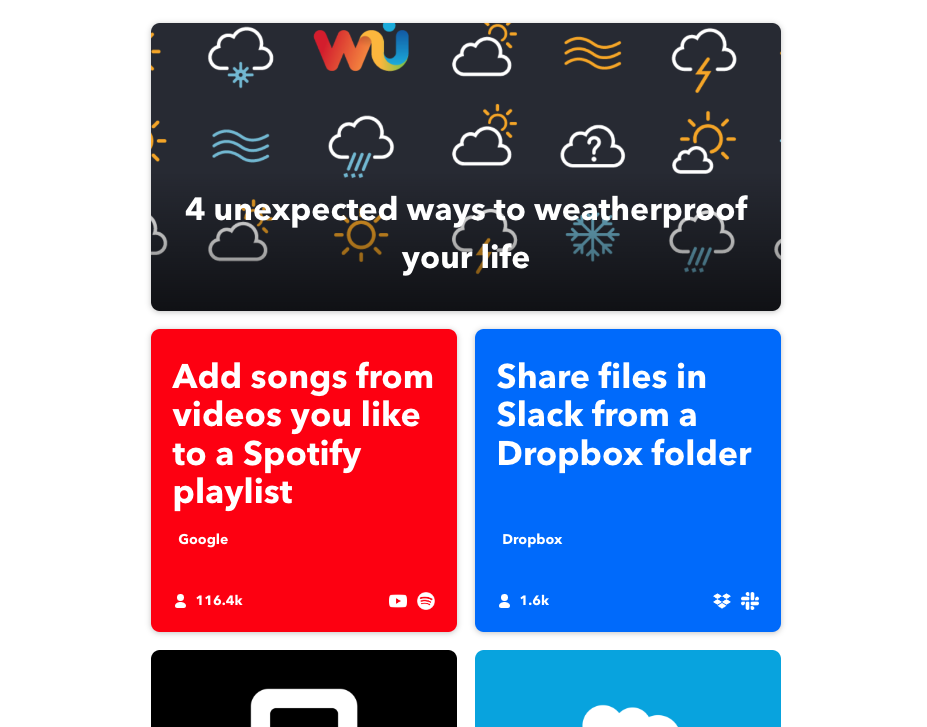 wu
4 unexpected ways to weatherproof
your life
Add songs from
videos you like
to a Spotify
playlist
Google
116.4k
Share files in
Slack from a
Dropbox folder
Dropbox
1.6k